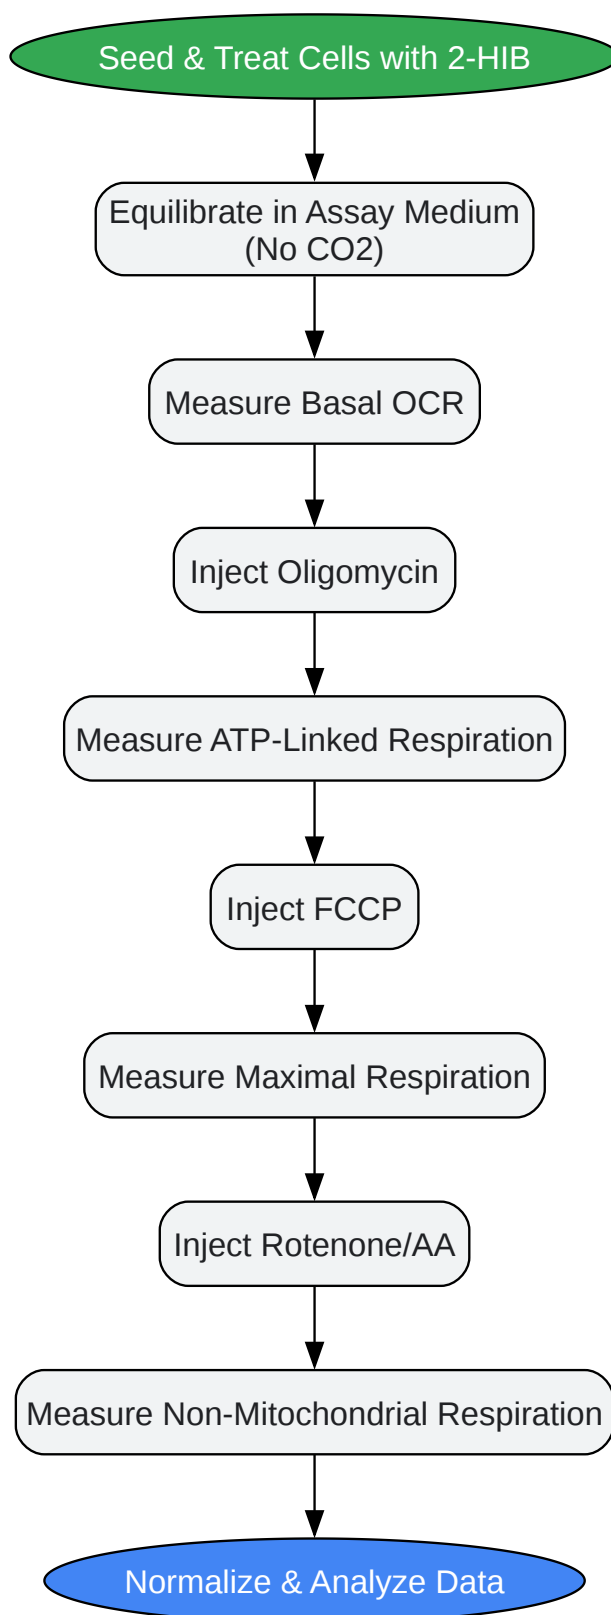 Seed & Treat Cells with 2-HIB
Equilibrate in Assay Medium
(No CO2)
Measure Basal OCR
Inject Oligomycin
Measure ATP-Linked Respiration
Inject FCCP
Measure Maximal Respiration
Inject Rotenone/AA
Measure Non-Mitochondrial Respiration
Normalize & Analyze Data